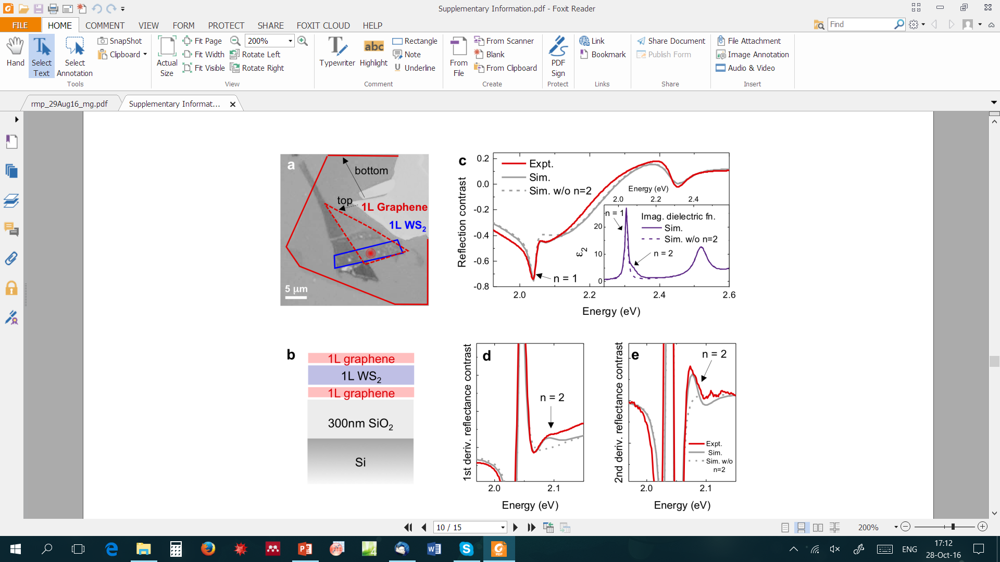 Supplementary Information.pdf - Foxit Reader
FILE
HOME
COMMENT
VIEW
FORM
PROTECT
SHARE
FOXIT CLOUD
HELP
Find
Hand
Select
Text
Select
Annotation
SnapShot
Clipboard
Tools
Actual
Size
Fit Page
Fit Width
Fit Visible
200%
Rotate Left
Rotate Right
View
Typewriter
Highlight
Rectangle
Note
Underline
Comment
From
File
From Scanner
Blank
From Clipboard
Create
PDF
Sign
Protect
Link
Bookmark
Links
Share Document
Publish Form
Share
File Attachment
Image Annotation
Audio & Video
Insert
rmp_29Aug16_mg.pdf
Supplementary Informat...
a
bottom
top
1L Graphene
1L WS2
5 µm
c
Reflection contrast
0.2
0.0
-0.2
-0.4
-0.6
-0.8
Expt.
Sim.
Sim. w/o n=2
n = 1
Energy (eV)
2.0 2.2 2.4
n = 1
Imag. dielectric fn.
Sim.
Sim. w/o n=2
n = 2
ε2
20
10
0
2.0 2.2 2.4 2.6
Energy (eV)
b
1L graphene
1L WS2
1L graphene
300nm SiO2
Si
d
1st deriv. reflectance contrast
n = 2
2.0 2.1
Energy (eV)
e
2nd deriv. reflectance contrast
n = 2
Expt.
Sim.
Sim. w/o
n=2
2.0 2.1
Energy (eV)
10 / 15
200%
ENG
17:12
28-Oct-16